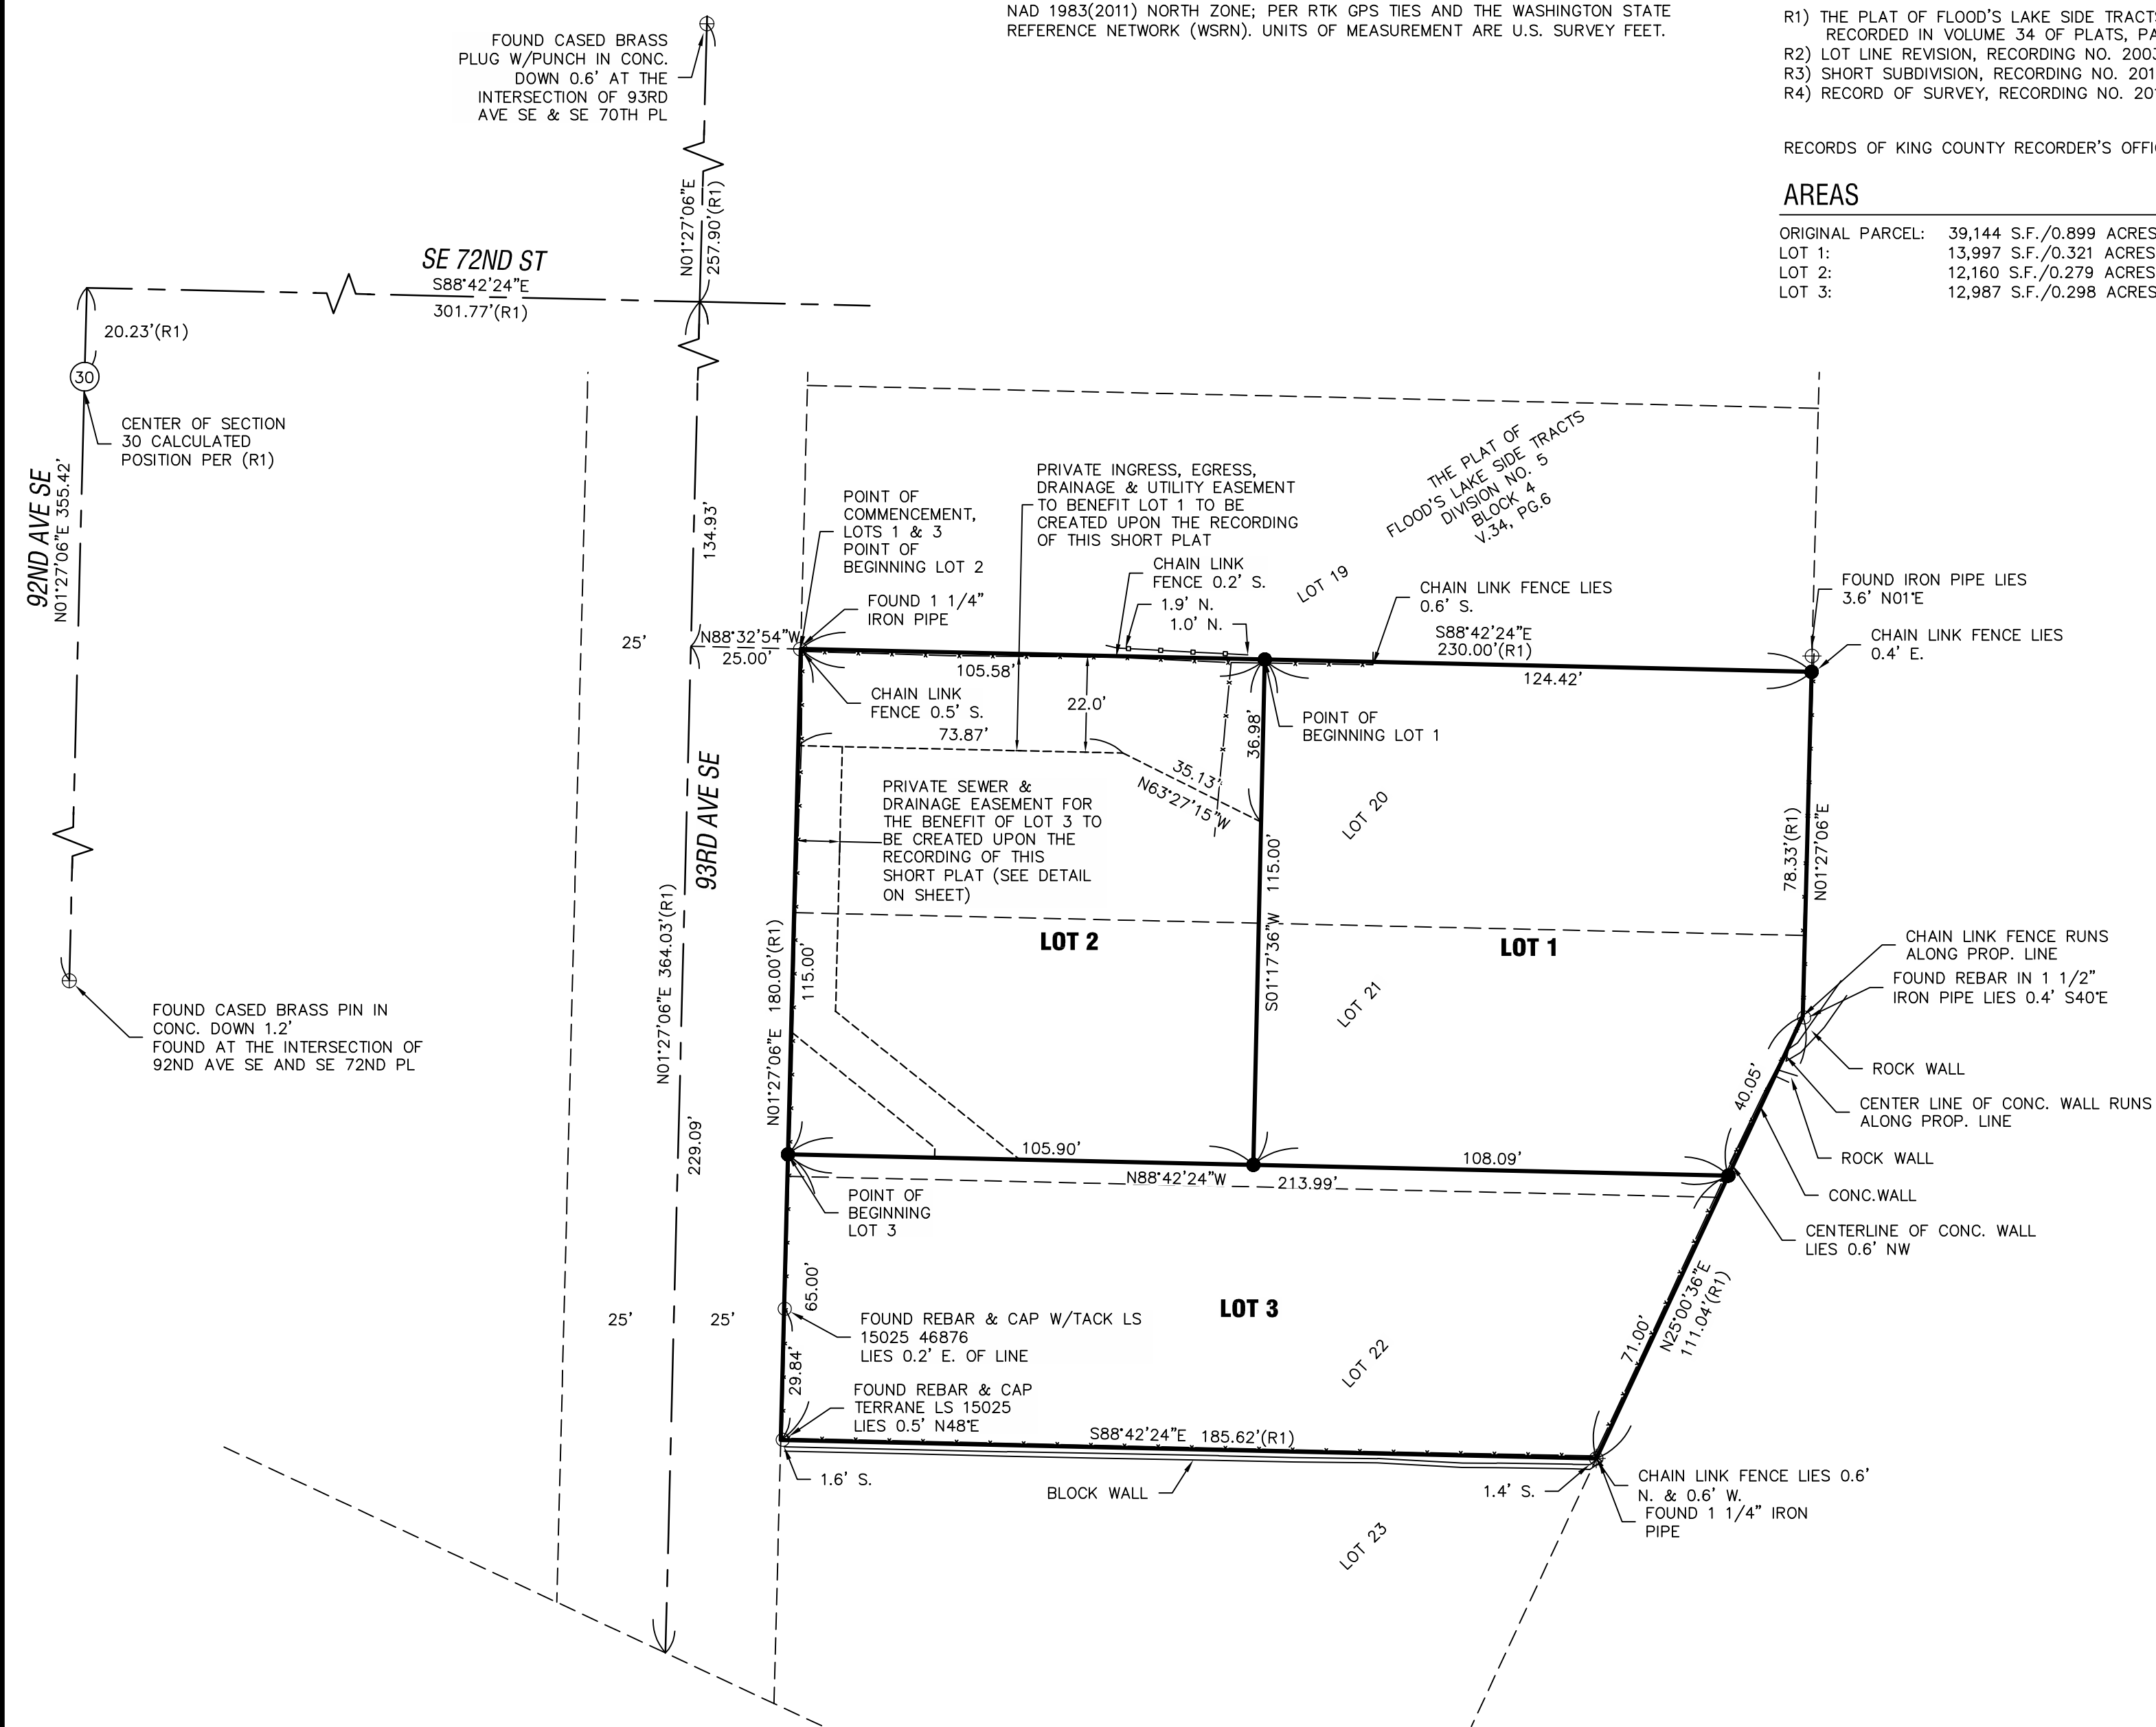 NAD 1983(2011) NORTH ZONE; PER RTK GPS TIES AND THE WASHINGTON STATE
REFERENCE NETWORK (WSRN). UNITS OF MEASUREMENT ARE U.S. SURVEY FEET.
R1) THE PLAT OF FLOOD'S LAKE SIDE TRACTS
RECORDED IN VOLUME 34 OF PLATS,
R2) LOT LINE REVISION, RECORDING NO.
R3) SHORT SUBDIVISION, RECORDING NO.
R4) RECORD OF SURVEY, RECORDING NO.
RECORDS OF KING COUNTY RECORDER'S
AREAS
ORIGINAL PARCEL: 39,144 S.F./0.899 ACRES
LOT 1: 13,997 S.F./0.321 ACRES
LOT 2: 12,160 S.F./0.279 ACRES
LOT 3: 12,987 S.F./0.298 ACRES
FOUND CASED BRASS
PLUG W/PUNCH IN CONC.
DOWN 0.6' AT THE
INTERSECTION OF 93RD
AVE SE & SE 70TH PL
N01°27'06"E
257.90'(R1)
SE 72ND ST
S88°42'24"E
301.77'(R1)
20.23'(R1)
30
CENTER OF SECTION
30 CALCULATED
POSITION PER (R1)
92ND AVE SE
N01°27'06"E 355.42'
FOUND CASED BRASS PIN IN
CONC. DOWN 1.2'
FOUND AT THE INTERSECTION OF
92ND AVE SE AND SE 72ND PL
134.93'
POINT OF
COMMENCEMENT,
LOTS 1 & 3
POINT OF
BEGINNING LOT 2
FOUND 1 1/4"
IRON PIPE
PRIVATE INGRESS, EGRESS,
DRAINAGE & UTILITY EASEMENT
TO BENEFIT LOT 1 TO BE
CREATED UPON THE RECORDING
OF THIS SHORT PLAT
CHAIN LINK
FENCE 0.2' S.
1.9' N.
1.0' N.
THE PLAT OF
FLOOD'S LAKE SIDE TRACTS
DIVISION NO. 5
BLOCK 4
V.34, PG.6
LOT 19
CHAIN LINK FENCE LIES
0.6' S.
S88°42'24"E
230.00'(R1)
FOUND IRON PIPE LIES
3.6' N01°E
CHAIN LINK FENCE LIES
0.4' E.
25'
N88°32'54"W
25.00'
105.58'
124.42'
CHAIN LINK
FENCE 0.5' S.
22.0'
73.87'
36.98'
POINT OF
BEGINNING LOT 1
35.13'
N63°27'15"W
93RD AVE SE
PRIVATE SEWER &
DRAINAGE EASEMENT FOR
THE BENEFIT OF LOT 3 TO
BE CREATED UPON THE
RECORDING OF THIS
SHORT PLAT (SEE DETAIL
ON SHEET)
LOT 20
78.33'(R1)
N01°27'06"E
S01°17'36"W 115.00'
N01°27'06"E 364.03'(R1)
N01°27'06"E 180.00'(R1)
115.00'
LOT 2
LOT 1
LOT 21
CHAIN LINK FENCE RUNS
ALONG PROP. LINE
FOUND REBAR IN 1 1/2"
IRON PIPE LIES 0.4' S40°E
ROCK WALL
CENTER LINE OF CONC. WALL RUNS
ALONG PROP. LINE
ROCK WALL
CONC.WALL
CENTERLINE OF CONC. WALL
LIES 0.6' NW
40.05'
229.09'
105.90'
108.09'
N88°42'24"W 213.99'
POINT OF
BEGINNING
LOT 3
65.00'
LOT 3
25'
25'
FOUND REBAR & CAP W/TACK LS
15025 46876
LIES 0.2' E. OF LINE
29.84'
FOUND REBAR & CAP
TERRANE LS 15025
LIES 0.5' N48°E
LOT 22
71.00'
N25°00'36"E
111.04'(R1)
S88°42'24"E 185.62'(R1)
1.6' S.
BLOCK WALL
1.4' S.
CHAIN LINK FENCE LIES 0.6'
N. & 0.6' W.
FOUND 1 1/4" IRON
PIPE
LOT 23